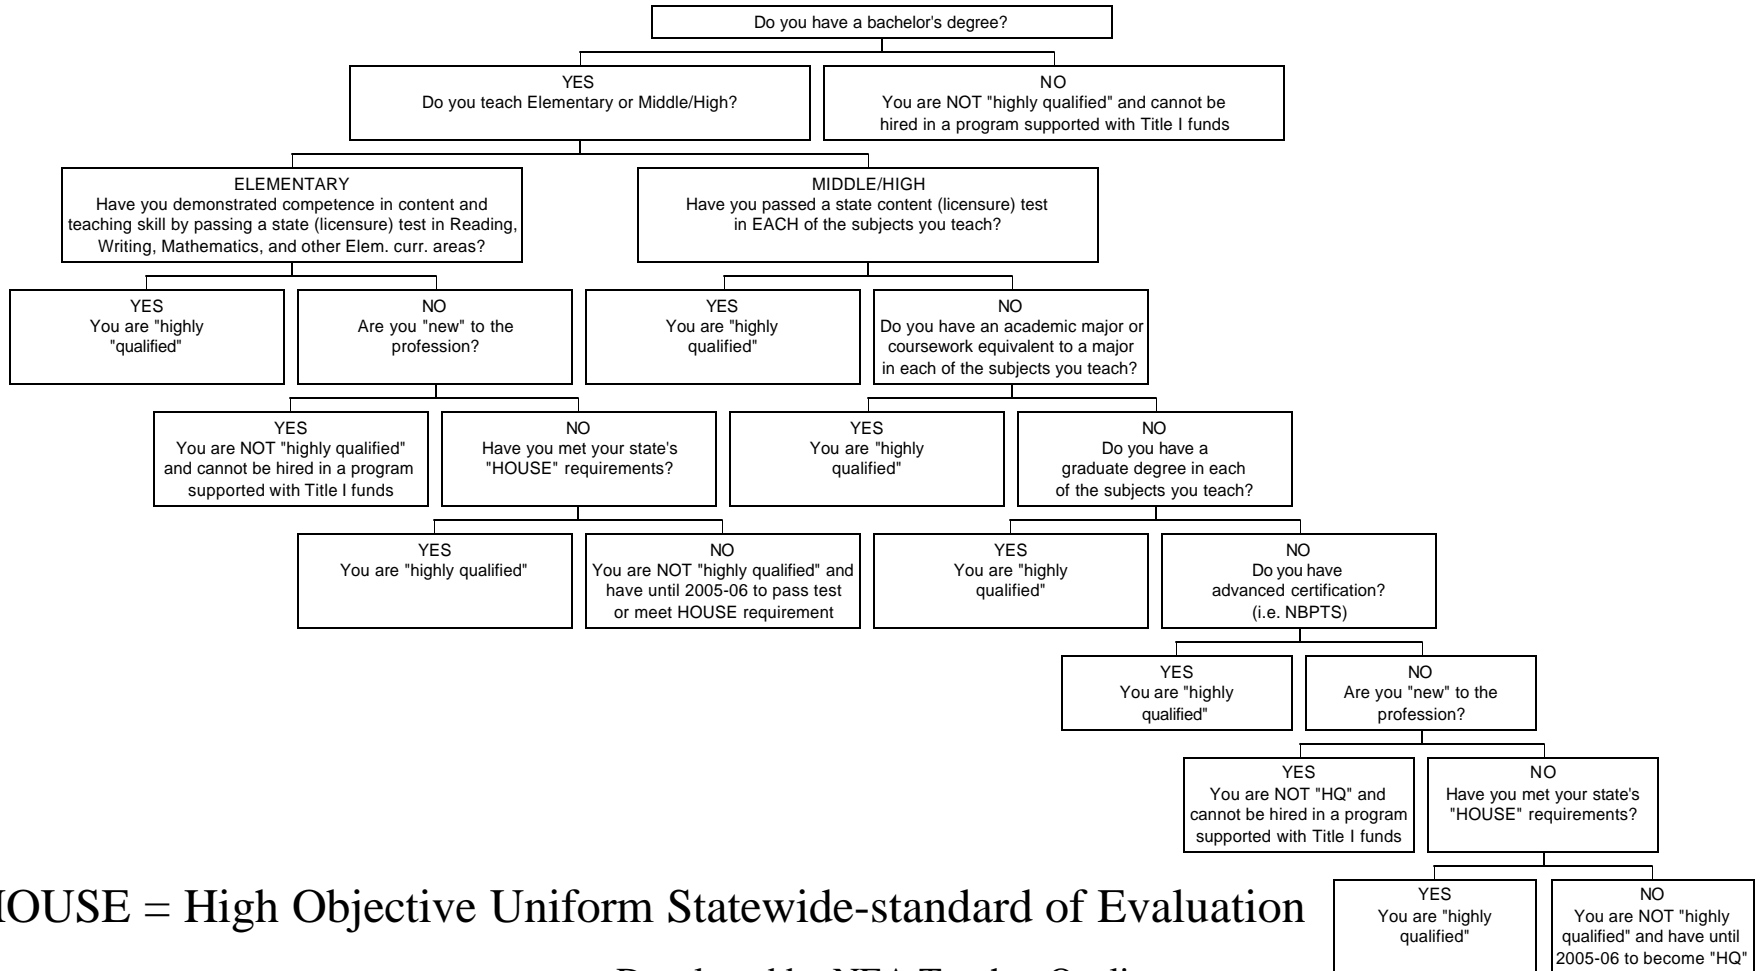 Do you have a bachelor's degree?
YES
Do you teach Elementary or Middle/High?
NO
You are NOT "highly qualified" and cannot be
hired in a program supported with Title I funds
ELEMENTARY
Have you demonstrated competence in content and
teaching skill by passing a state (licensure) test in Reading,
Writing, Mathematics, and other Elem. curr. areas?
MIDDLE/HIGH
Have you passed a state content (licensure) test
in EACH of the subjects you teach?
YES
You are "highly
"qualified"
NO
Are you "new" to the
profession?
YES
You are "highly
qualified"
NO
Do you have an academic major or
coursework equivalent to a major
in each of the subjects you teach?
YES
You are NOT "highly qualified"
and cannot be hired in a program
supported with Title I funds
NO
Have you met your state's
"HOUSE" requirements?
YES
You are "highly
qualified"
NO
Do you have a
graduate degree in each
of the subjects you teach?
YES
You are "highly qualified"
NO
You are NOT "highly qualified" and
have until 2005-06 to pass test
or meet HOUSE requirement
YES
You are "highly
qualified"
NO
Do you have
advanced certification?
(i.e. NBPTS)
YES
You are "highly
qualified"
NO
Are you "new" to the
profession?
YES
You are NOT "HQ" and
cannot be hired in a program
supported with Title I funds
NO
Have you met your state's
"HOUSE" requirements?
YES
You are "highly
qualified"
NO
You are NOT "highly
qualified" and have until
2005-06 to become "HQ"
HOUSE = High Objective Uniform Statewide-standard of Evaluation